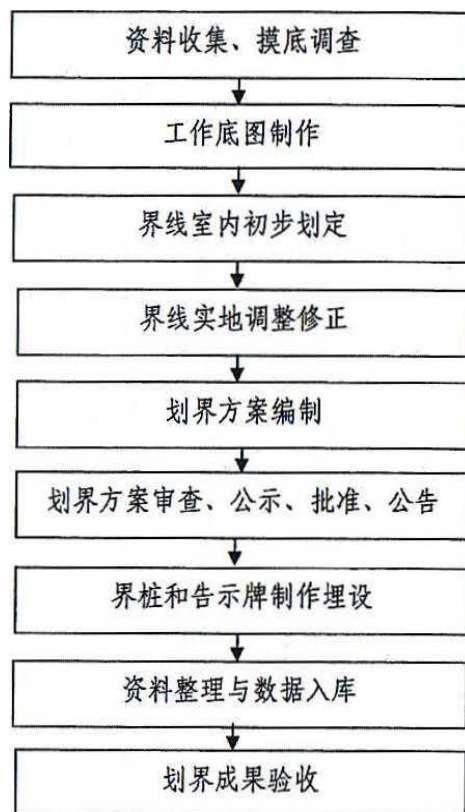 资料收集、摸底调查
工作底图制作
界线室内初步划定
界线实地调整修正
划界方案编制
划界方案审查、公示、批准、公告
界桩和告示牌制作埋设
资料整理与数据入库
划界成果验收